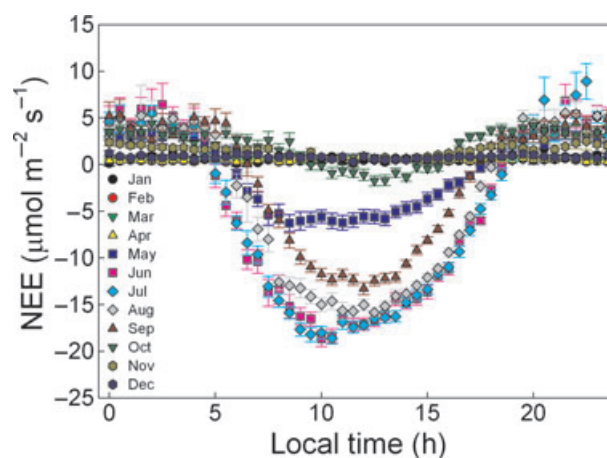 15
10
5
0
−5
−10
−15
−20
−25
NEE (μmol m⁻² s⁻¹)
Jan
Feb
Mar
Apr
May
Jun
Jul
Aug
Sep
Oct
Nov
Dec
0 5 10 15 20
Local time (h)